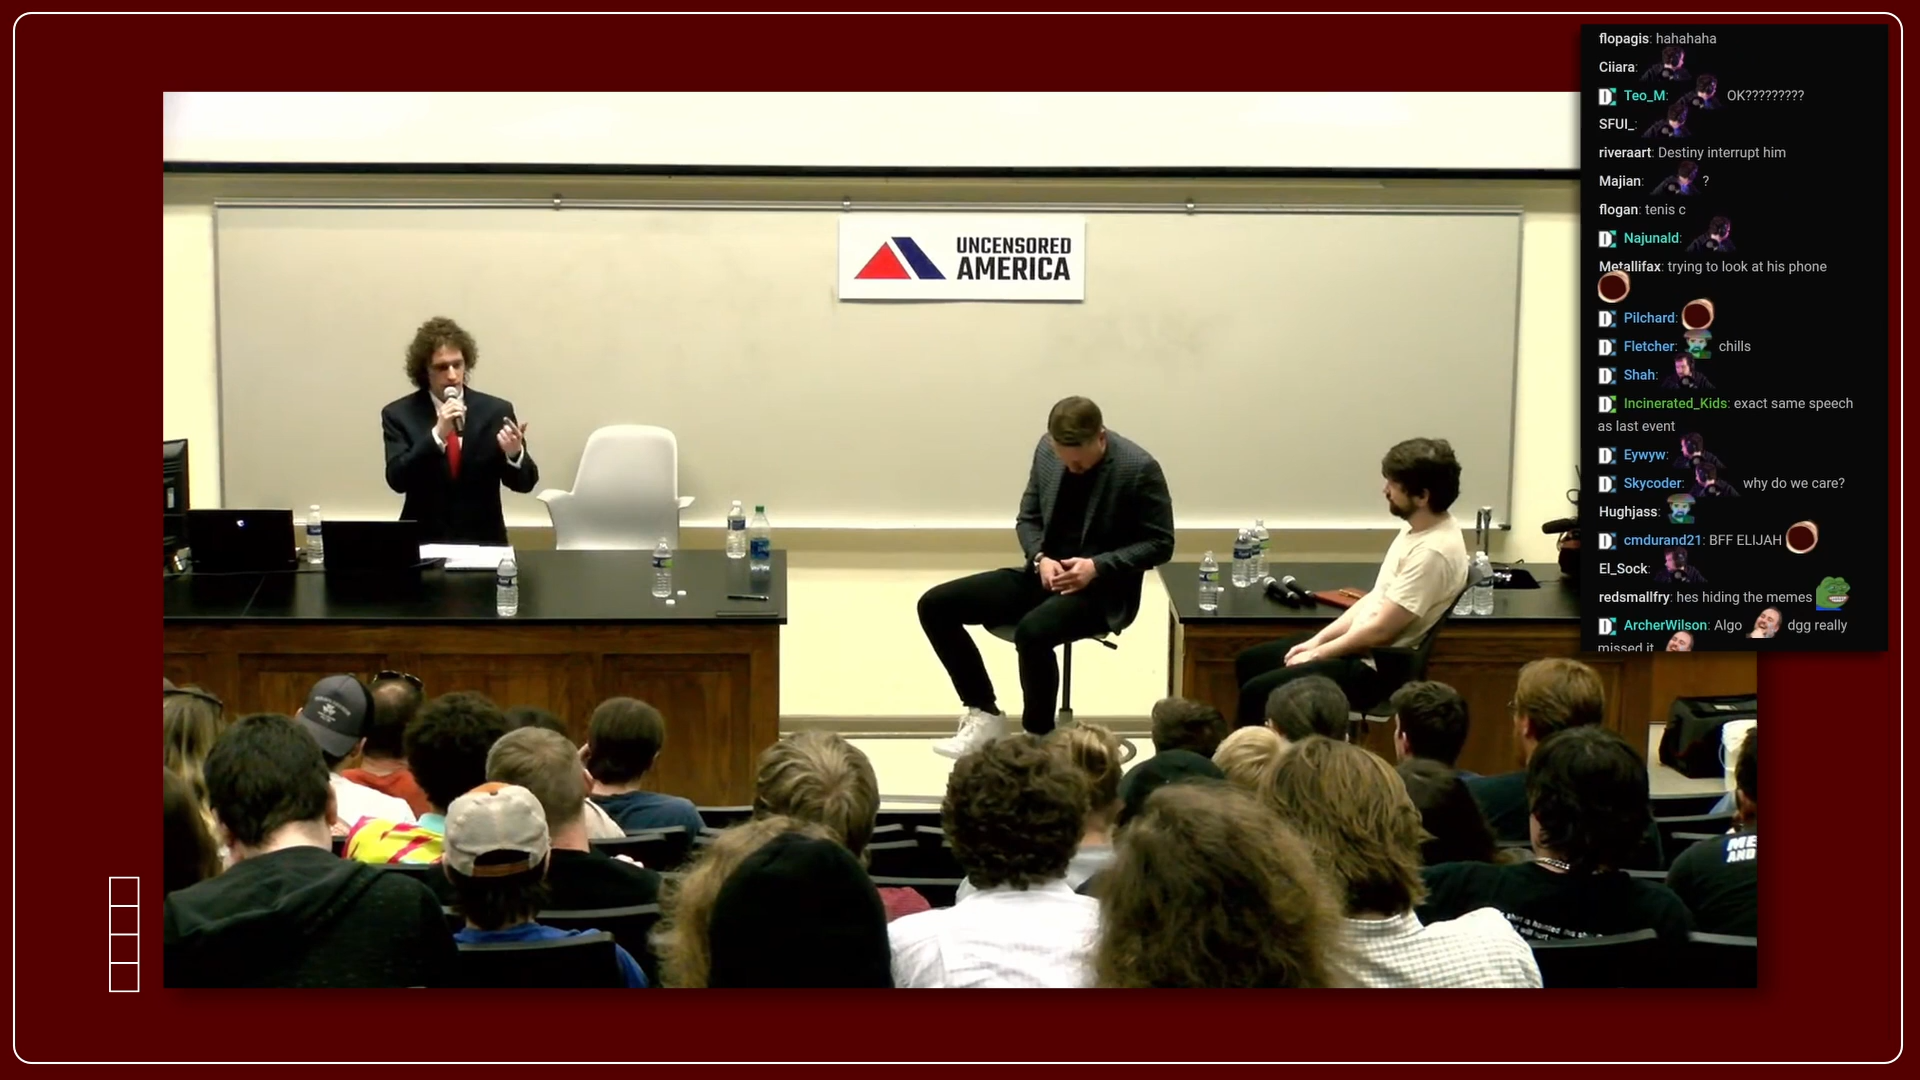 UNCENSORED
AMERICA
flopagis: hahahaha
Ciiara:
Teo_M: OK?????????
SFUI_:
riveraart: Destiny interrupt him
Majian: ?
flogan: tenis c
Najunald:
Metallifax: trying to look at his phone
Pilchard:
Fletcher: chills
Shah:
Incinerated_Kids: exact same speech
as last event
Eywyw:
Skycoder: why do we care?
Hughjass:
cmdurand21: BFF ELIJAH
El_Sock:
redsmallfry: hes hiding the memes
ArcherWilson: Algo dgg really
missed it
ME
AND